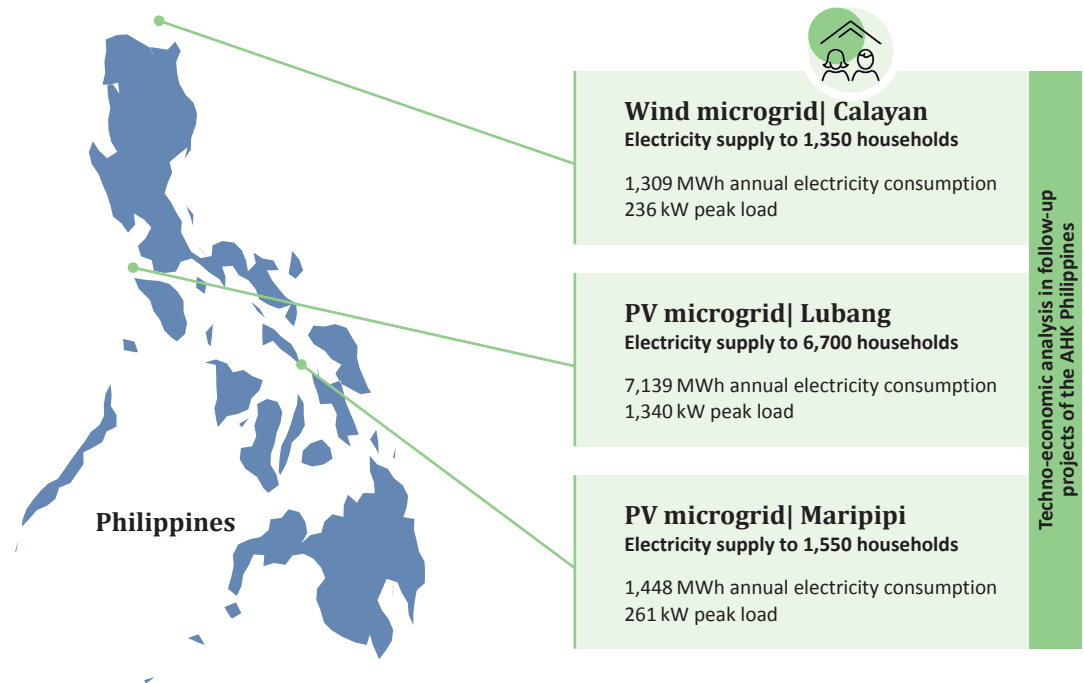 Wind microgrid| Calayan
Electricity supply to 1,350 households
1,309 MWh annual electricity consumption
236 kW peak load
PV microgrid| Lubang
Electricity supply to 6,700 households
7,139 MWh annual electricity consumption
1,340 kW peak load
PV microgrid| Maripipi
Electricity supply to 1,550 households
1,448 MWh annual electricity consumption
261 kW peak load
Philippines
Techno-economic analysis in follow-up
projects of the AHK Philippines